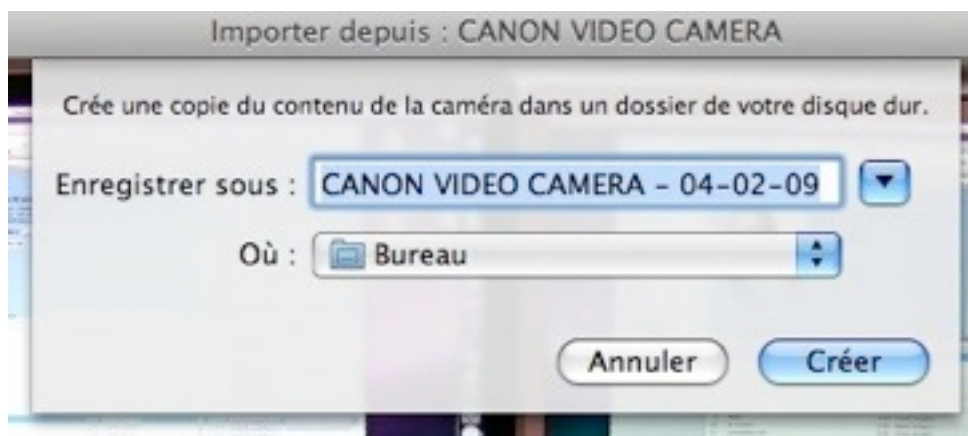 Importer depuis : CANON VIDEO CAMERA
Crée une copie du contenu de la caméra dans un dossier de votre disque dur.
Enregistrer sous : CANON VIDEO CAMERA - 04-02-09
Où : Bureau
Annuler Créer